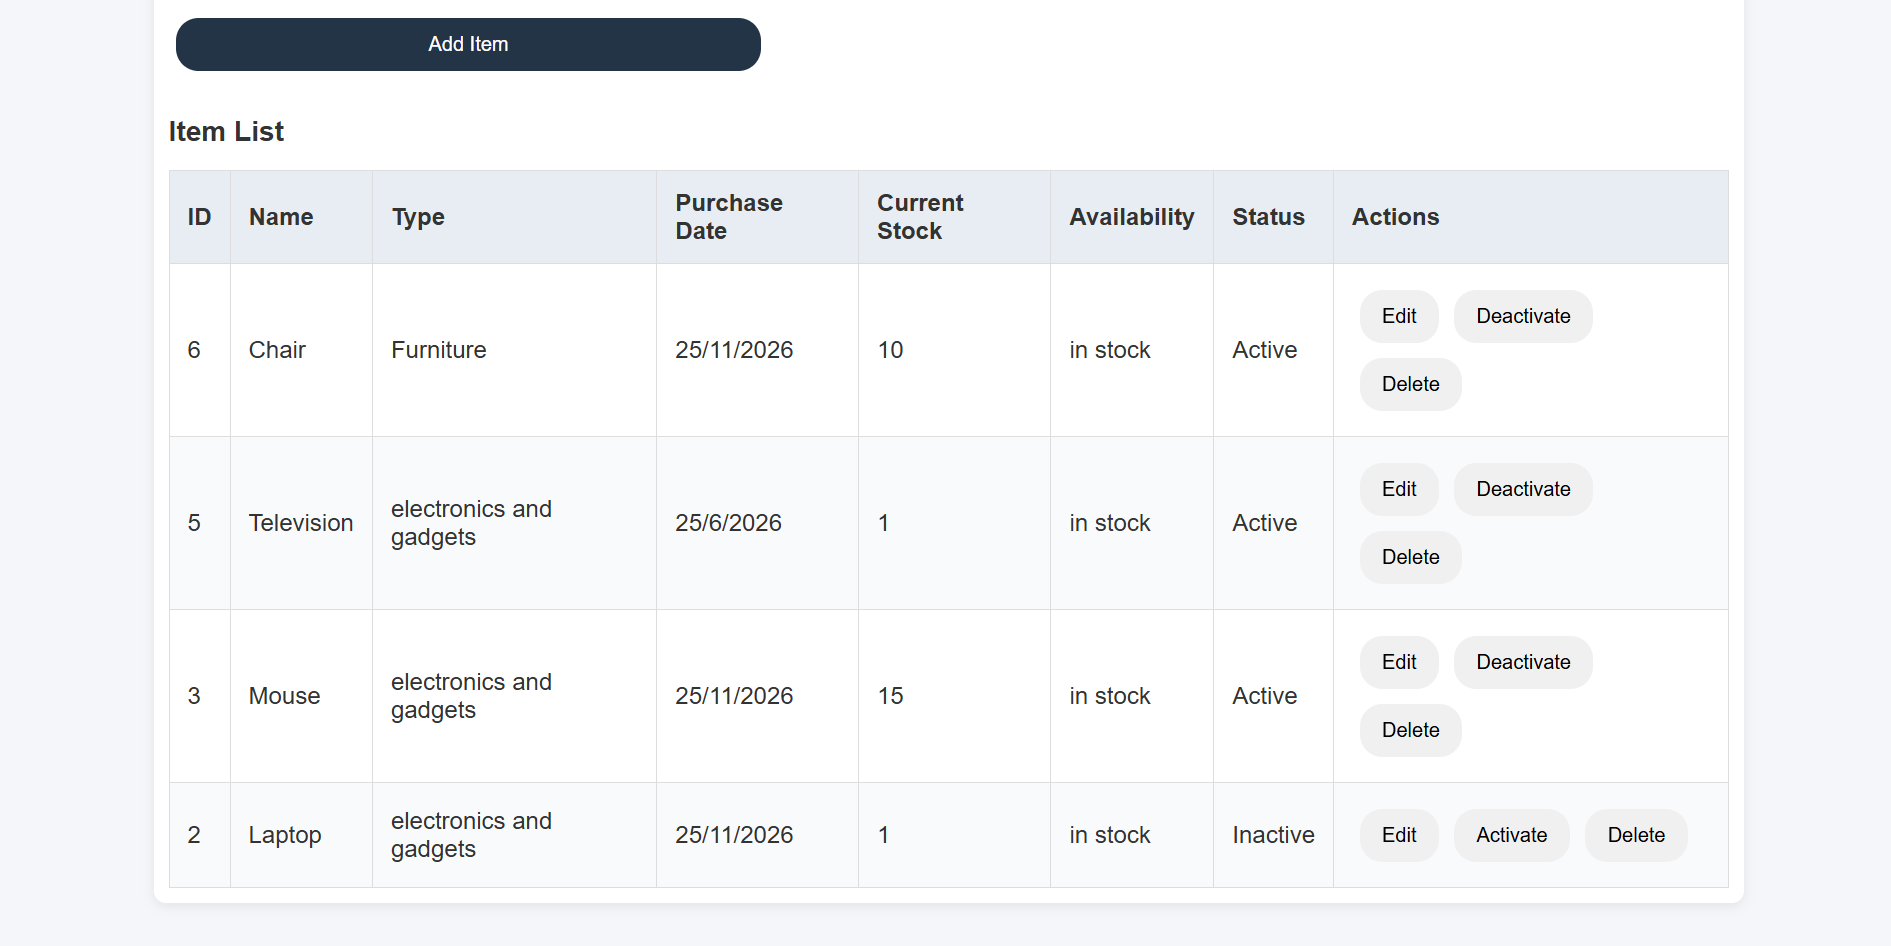 Add Item
Item List
ID Name Type Purchase Date Current Stock Availability Status Actions
6 Chair Furniture 25/11/2026 10 in stock Active Edit Deactivate Delete
5 Television electronics and gadgets 25/6/2026 1 in stock Active Edit Deactivate Delete
3 Mouse electronics and gadgets 25/11/2026 15 in stock Active Edit Deactivate Delete
2 Laptop electronics and gadgets 25/11/2026 1 in stock Inactive Edit Activate Delete